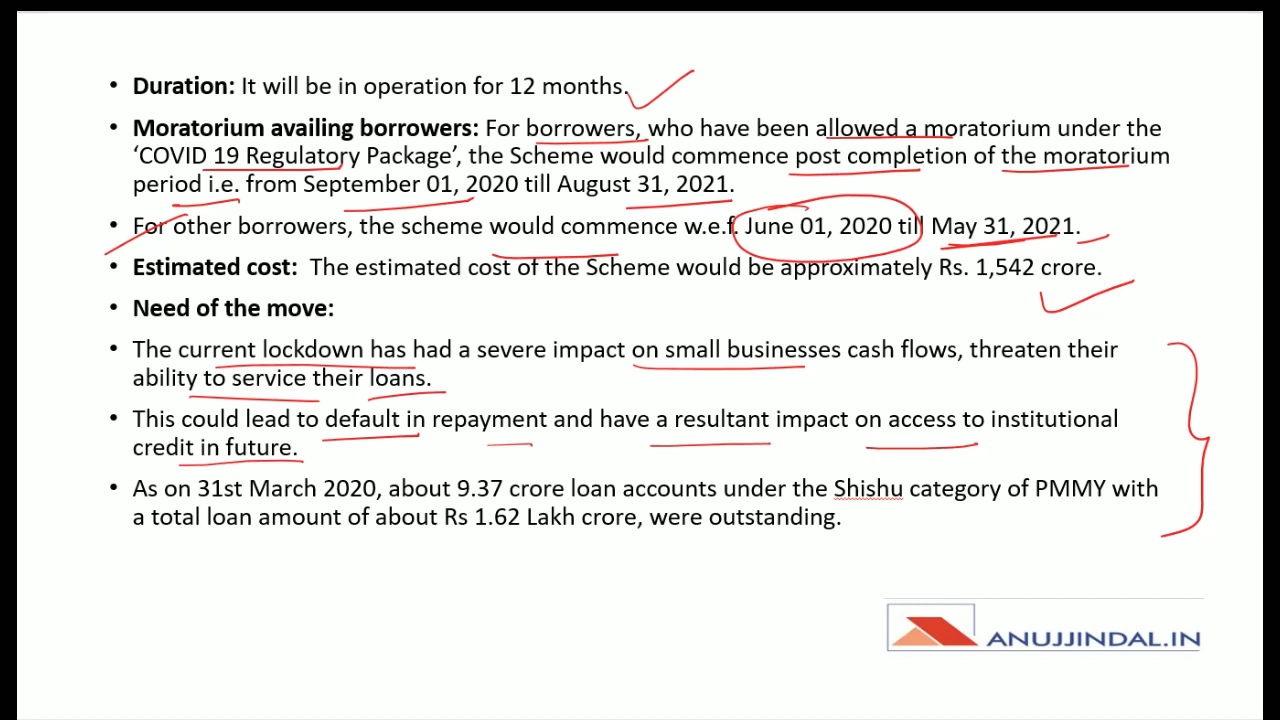 • Duration: It will be in operation for 12 months.
• Moratorium availing borrowers: For borrowers, who have been allowed a moratorium under the
‘COVID 19 Regulatory Package’, the Scheme would commence post completion of the moratorium
period i.e. from September 01, 2020 till August 31, 2021.
• For other borrowers, the scheme would commence w.e.f. June 01, 2020 till May 31, 2021.
• Estimated cost: The estimated cost of the Scheme would be approximately Rs. 1,542 crore.
• Need of the move:
• The current lockdown has had a severe impact on small businesses cash flows, threaten their
ability to service their loans.
• This could lead to default in repayment and have a resultant impact on access to institutional
credit in future.
• As on 31st March 2020, about 9.37 crore loan accounts under the Shishu category of PMMY with
a total loan amount of about Rs 1.62 Lakh crore, were outstanding.
ANUJJINDAL.IN